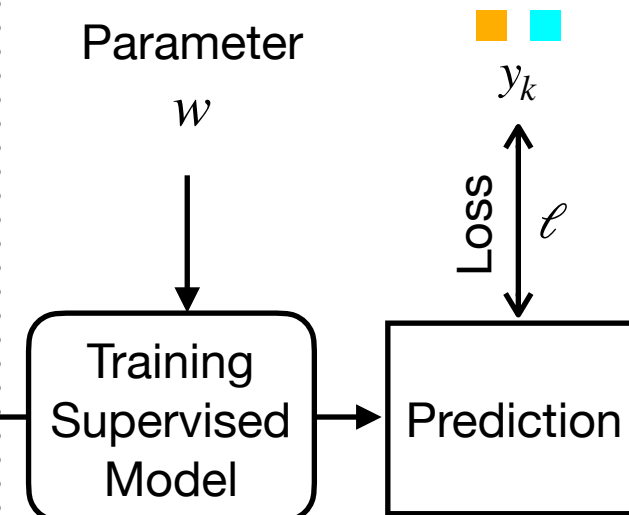 Parameter
w
y_k
Loss
ℓ
Training
Supervised
Model
Prediction